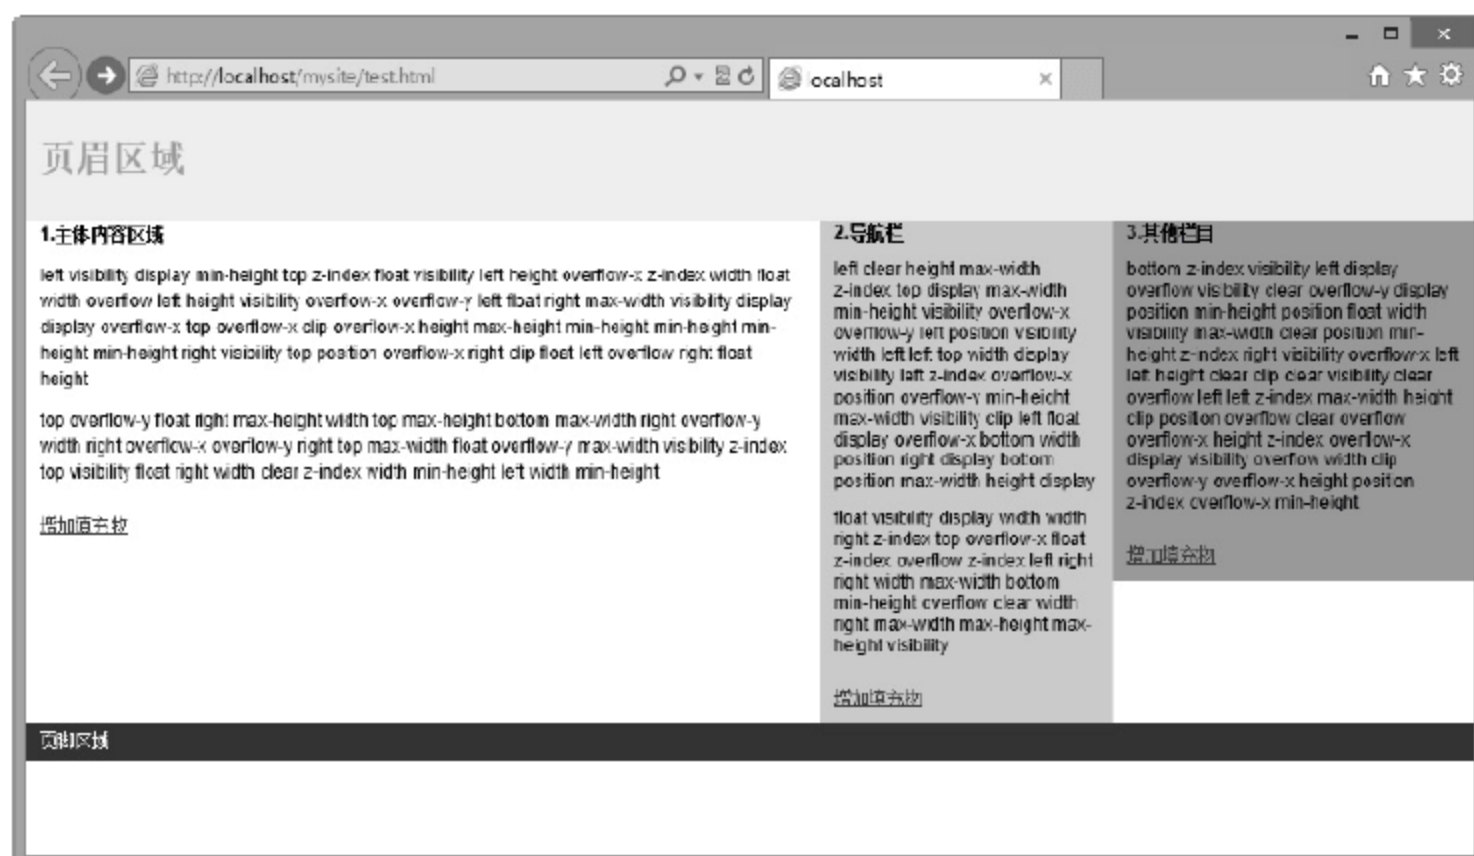 http://localhost/mysite/test.html
localhost
页眉区域
1.主体内容区域
left visibility display min-height top z-index float visibility left height overflow-x z-index width float
width overflow left height visibility overflow-x overflow-y left float right max-width visibility display
display overflow-x top overflow-x clip overflow-x height max-height min-height min-height min-
height min-height right visibility top position overflow-x right clip float left overflow right float
height
top overflow-y float right max-height width top max-height bottom max-width right overflow-y
width right overflow-x overflow-y right top max-width float overflow-y max-width visibility z-index
top visibility float right width clear z-index width min-height left width min-height
增加填充物
2.导航栏
left clear height max-width
z-index top display max-width
min-height visibility overflow-x
overflow-y left position visibility
width left left top width display
visibility left z-index overflow-x
position overflow-y min-height
max-width visibility clip left float
display overflow-x bottom width
position right display bottom
position max-width height display
float visibility display width width
right z-index top overflow-x float
z-index overflow z-index left right
right width max-width bottom
min-height overflow clear width
right max-width max-height max-
height visibility
增加填充物
3.其他栏目
bottom z-index visibility left display
overflow visibility clear overflow-y display
position min-height position float width
visibility max-width clear position min-
height z-index right visibility overflow-x left
left height clear clip clear visibility clear
overflow left left z-index max-width height
clip position overflow clear overflow
overflow-x height z-index overflow-x
display visibility overflow width clip
overflow-y overflow-x height position
z-index overflow-x min-height
增加填充物
页脚区域